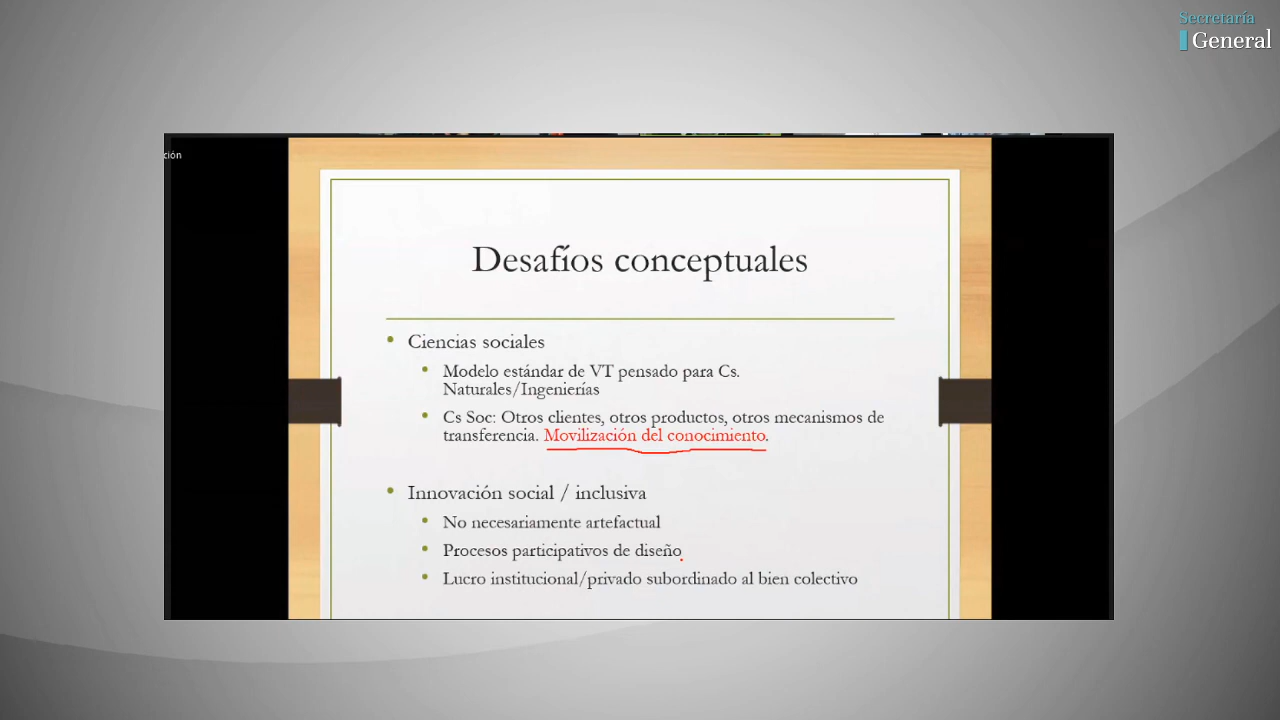 Secretaría
General
ción
Desafíos conceptuales
• Ciencias sociales
• Modelo estándar de VT pensado para Cs.
Naturales/Ingenierías
• Cs Soc: Otros clientes, otros productos, otros mecanismos de
transferencia. Movilización del conocimiento.
• Innovación social / inclusiva
• No necesariamente artefactual
• Procesos participativos de diseño
• Lucro institucional/privado subordinado al bien colectivo